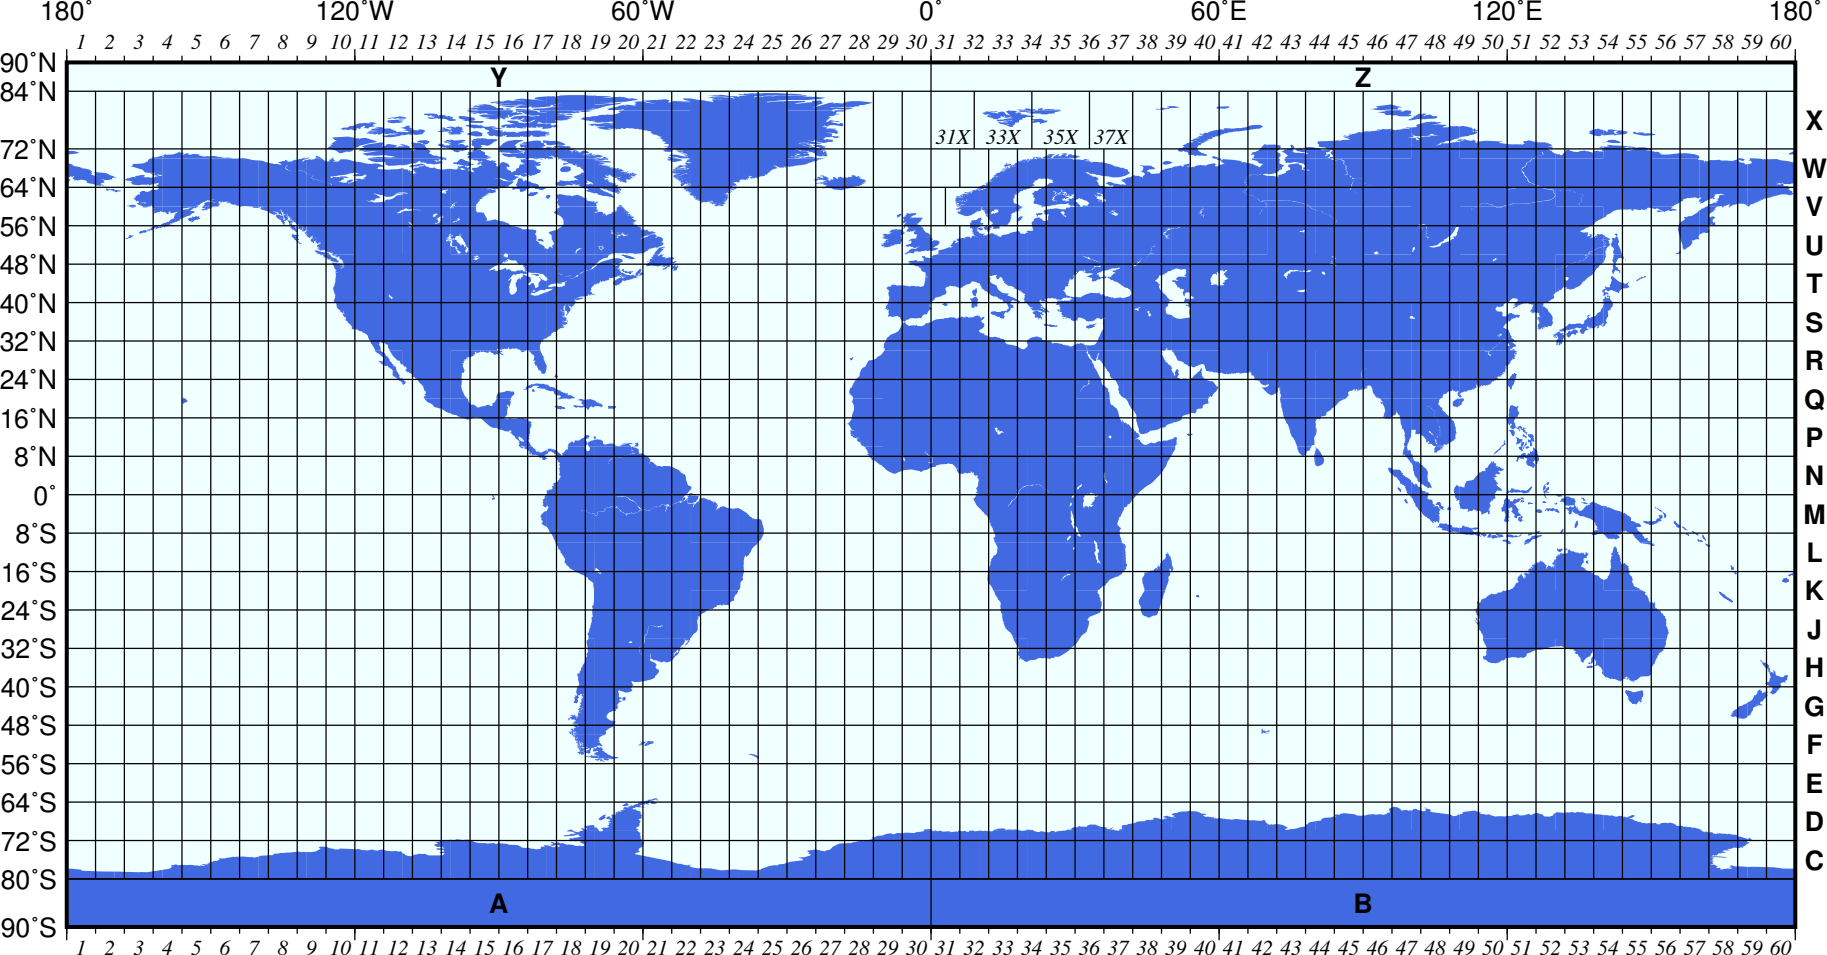 180° 120°W 60°W 0° 60°E 120°E 180°
1 2 3 4 5 6 7 8 9 10 11 12 13 14 15 16 17 18 19 20 21 22 23 24 25 26 27 28 29 30 31 32 33 34 35 36 37 38 39 40 41 42 43 44 45 46 47 48 49 50 51 52 53 54 55 56 57 58 59 60
90°N
Y Z
84°N
X
31X 33X 35X 37X
72°N
W
64°N
V
56°N
U
48°N
T
40°N
S
32°N
R
24°N
Q
16°N
P
8°N
N
0°
M
8°S
L
16°S
K
24°S
J
32°S
H
40°S
G
48°S
F
56°S
E
64°S
D
72°S
C
80°S
A B
90°S
1 2 3 4 5 6 7 8 9 10 11 12 13 14 15 16 17 18 19 20 21 22 23 24 25 26 27 28 29 30 31 32 33 34 35 36 37 38 39 40 41 42 43 44 45 46 47 48 49 50 51 52 53 54 55 56 57 58 59 60